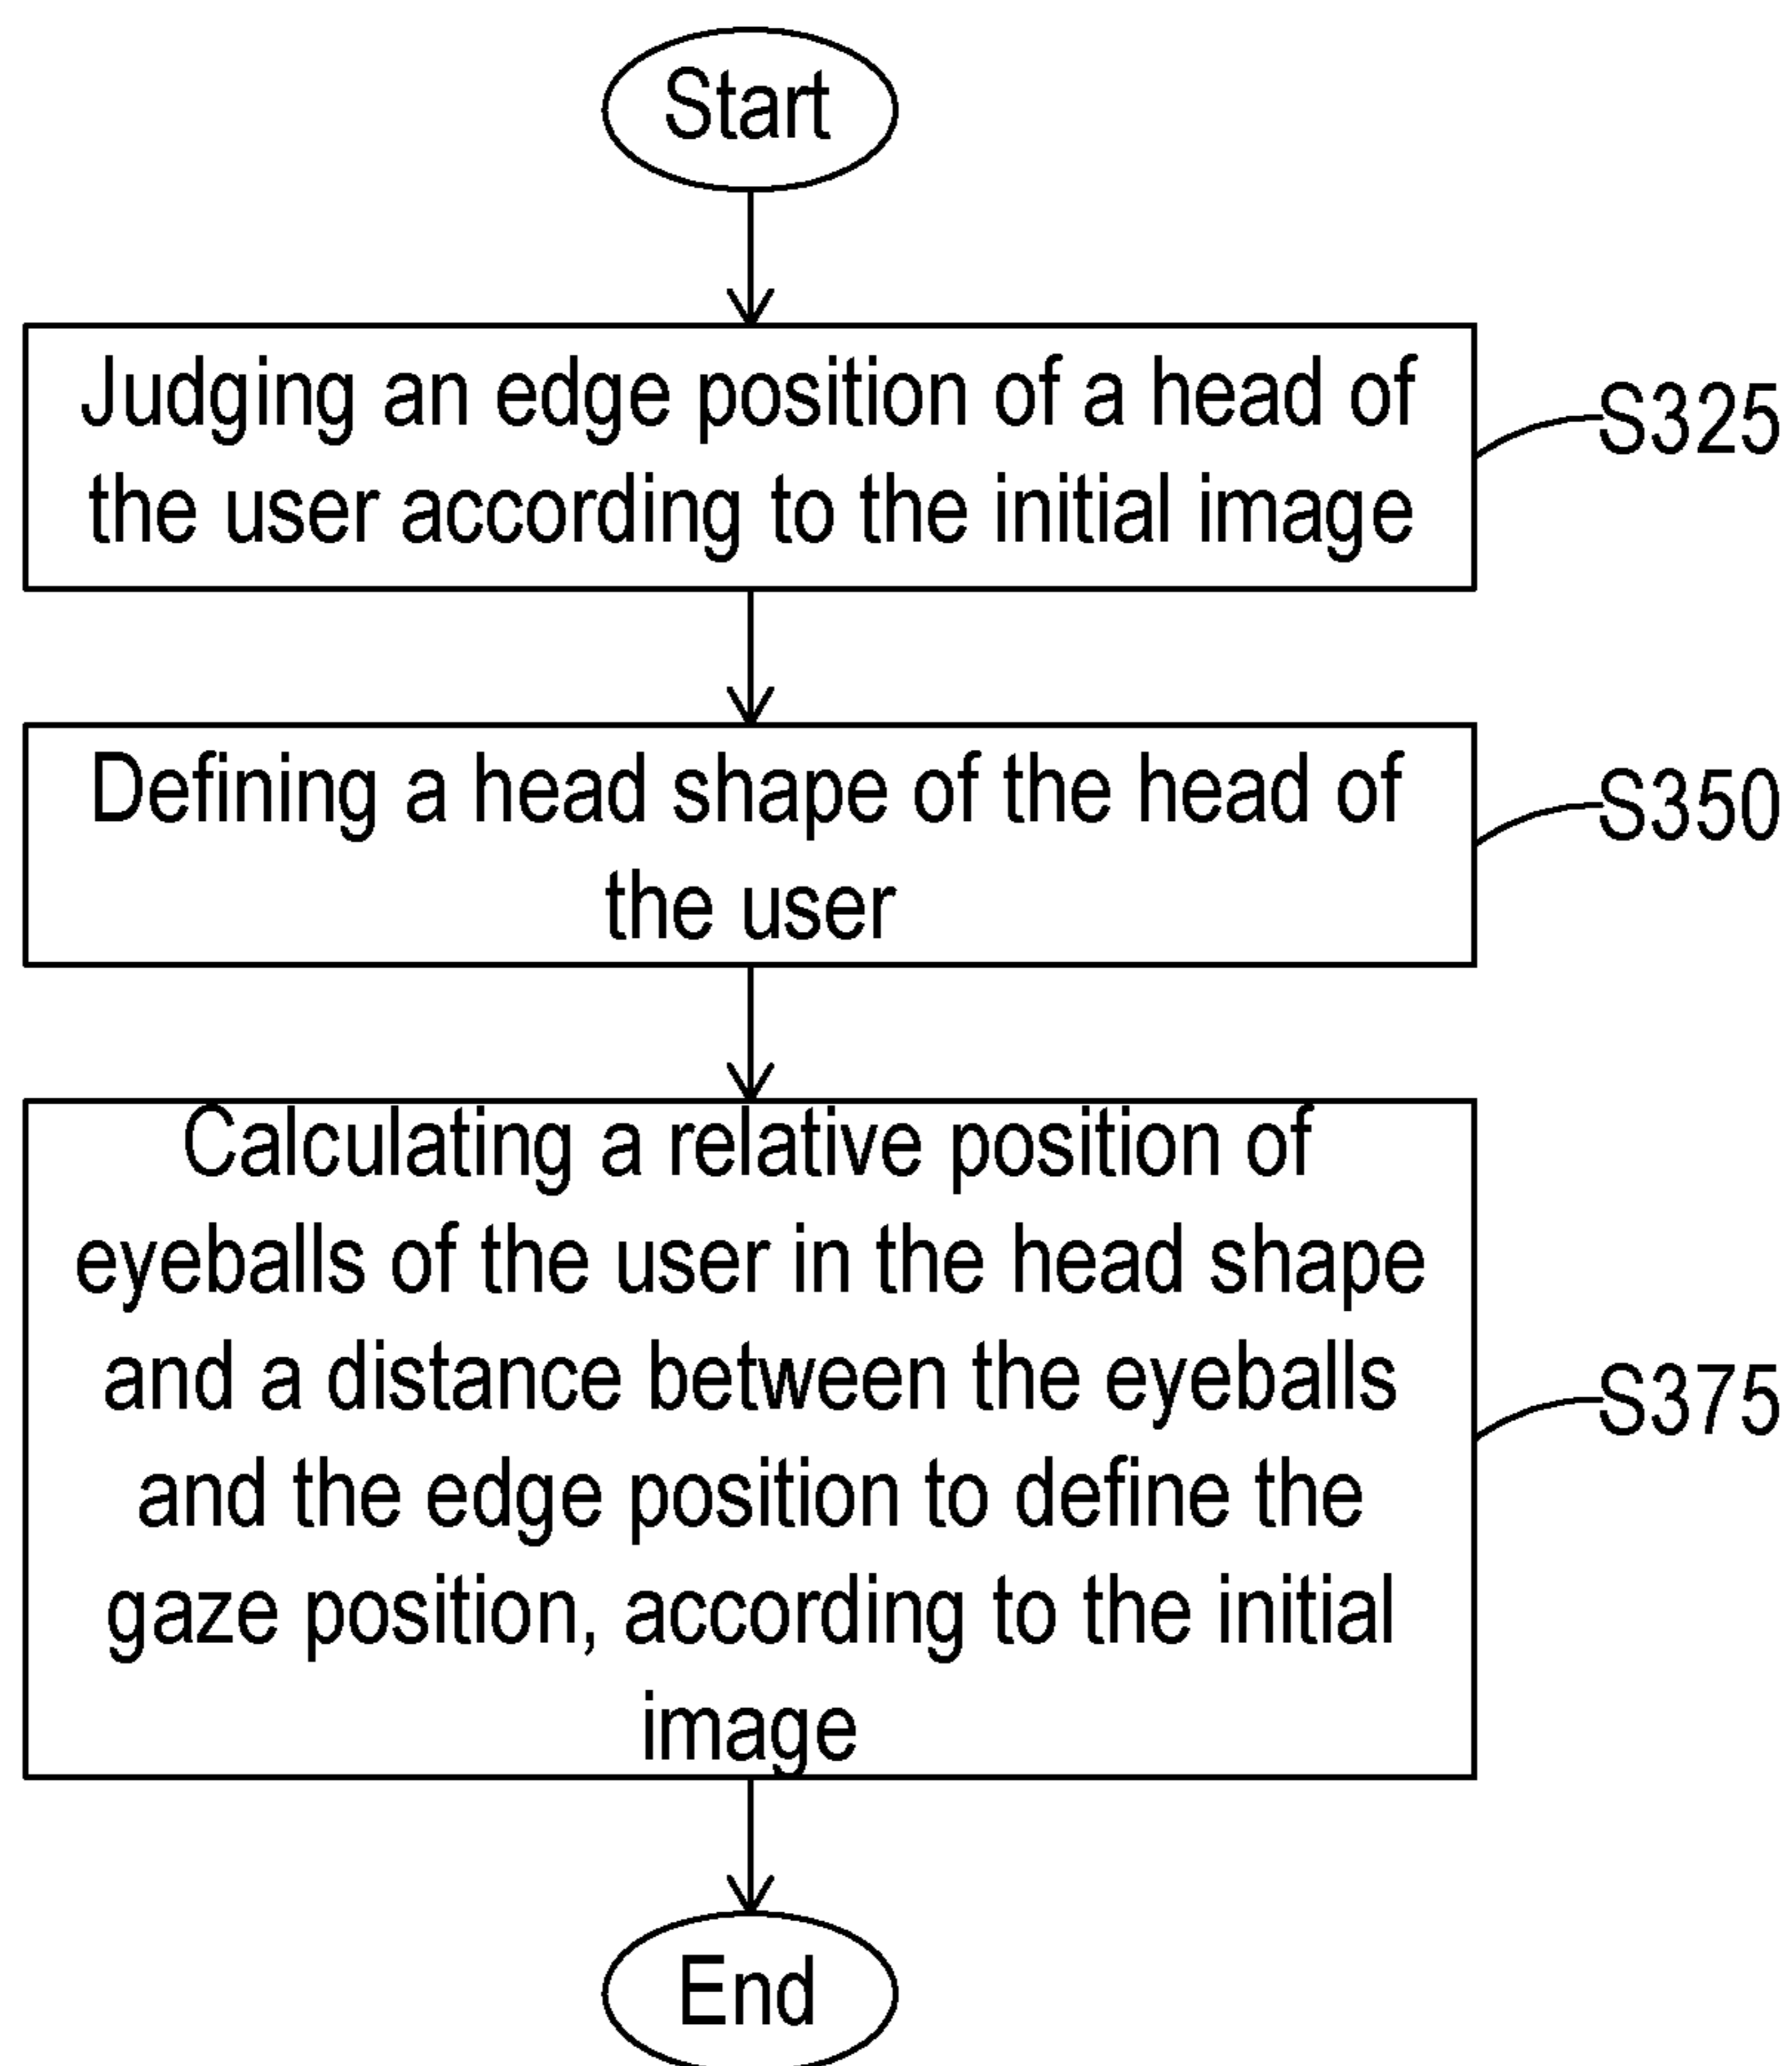 Start
Judging an edge position of a head of
the user according to the initial image
S325
Defining a head shape of the head of
the user
S350
Calculating a relative position of
eyeballs of the user in the head shape
and a distance between the eyeballs
and the edge position to define the
gaze position, according to the initial
image
S375
End